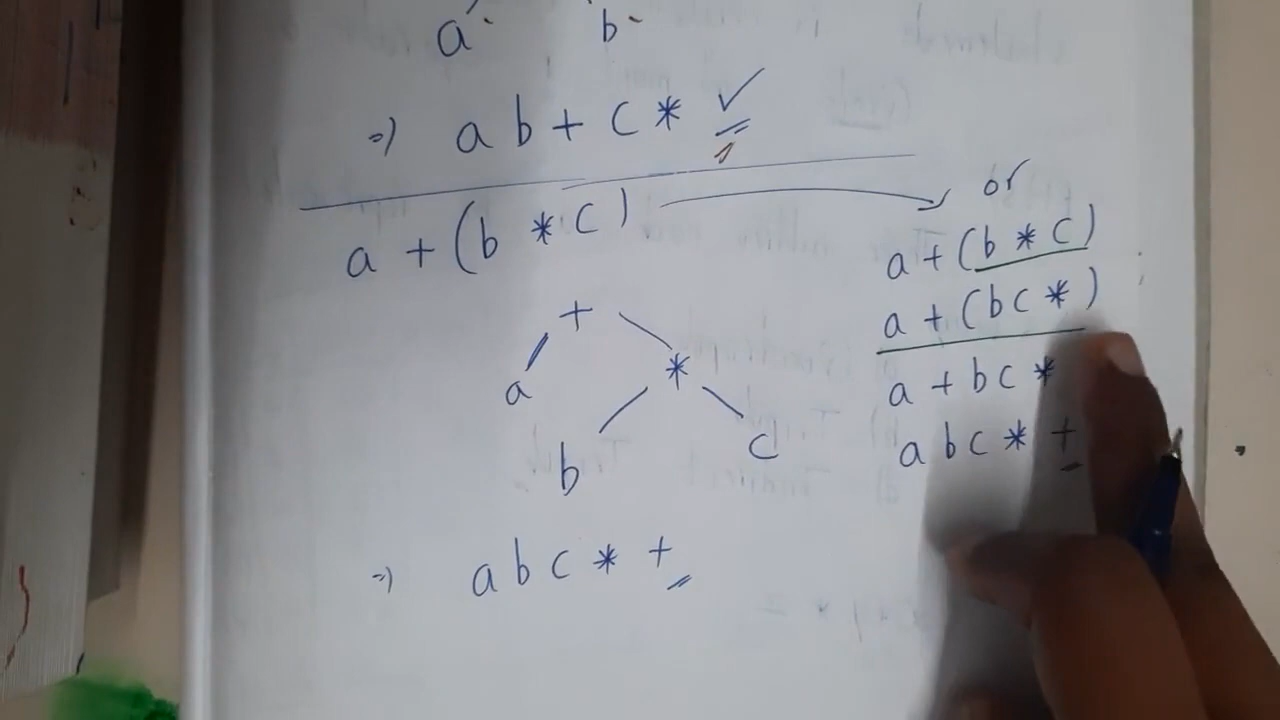 a b
=) a b + c *
a + (b * c)
+
a *
b c
=) a b c * +
or
a + (b * c)
a + (b c *)
a + b c *
a b c * +